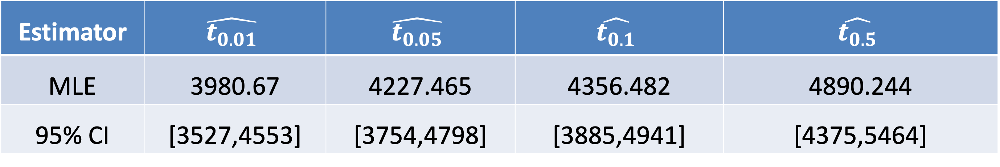 Estimator $\widehat{t_{0.01}}$ $\widehat{t_{0.05}}$ $\widehat{t_{0.1}}$ $\widehat{t_{0.5}}$
MLE 3980.67 4227.465 4356.482 4890.244
95% CI [3527,4553] [3754,4798] [3885,4941] [4375,5464]